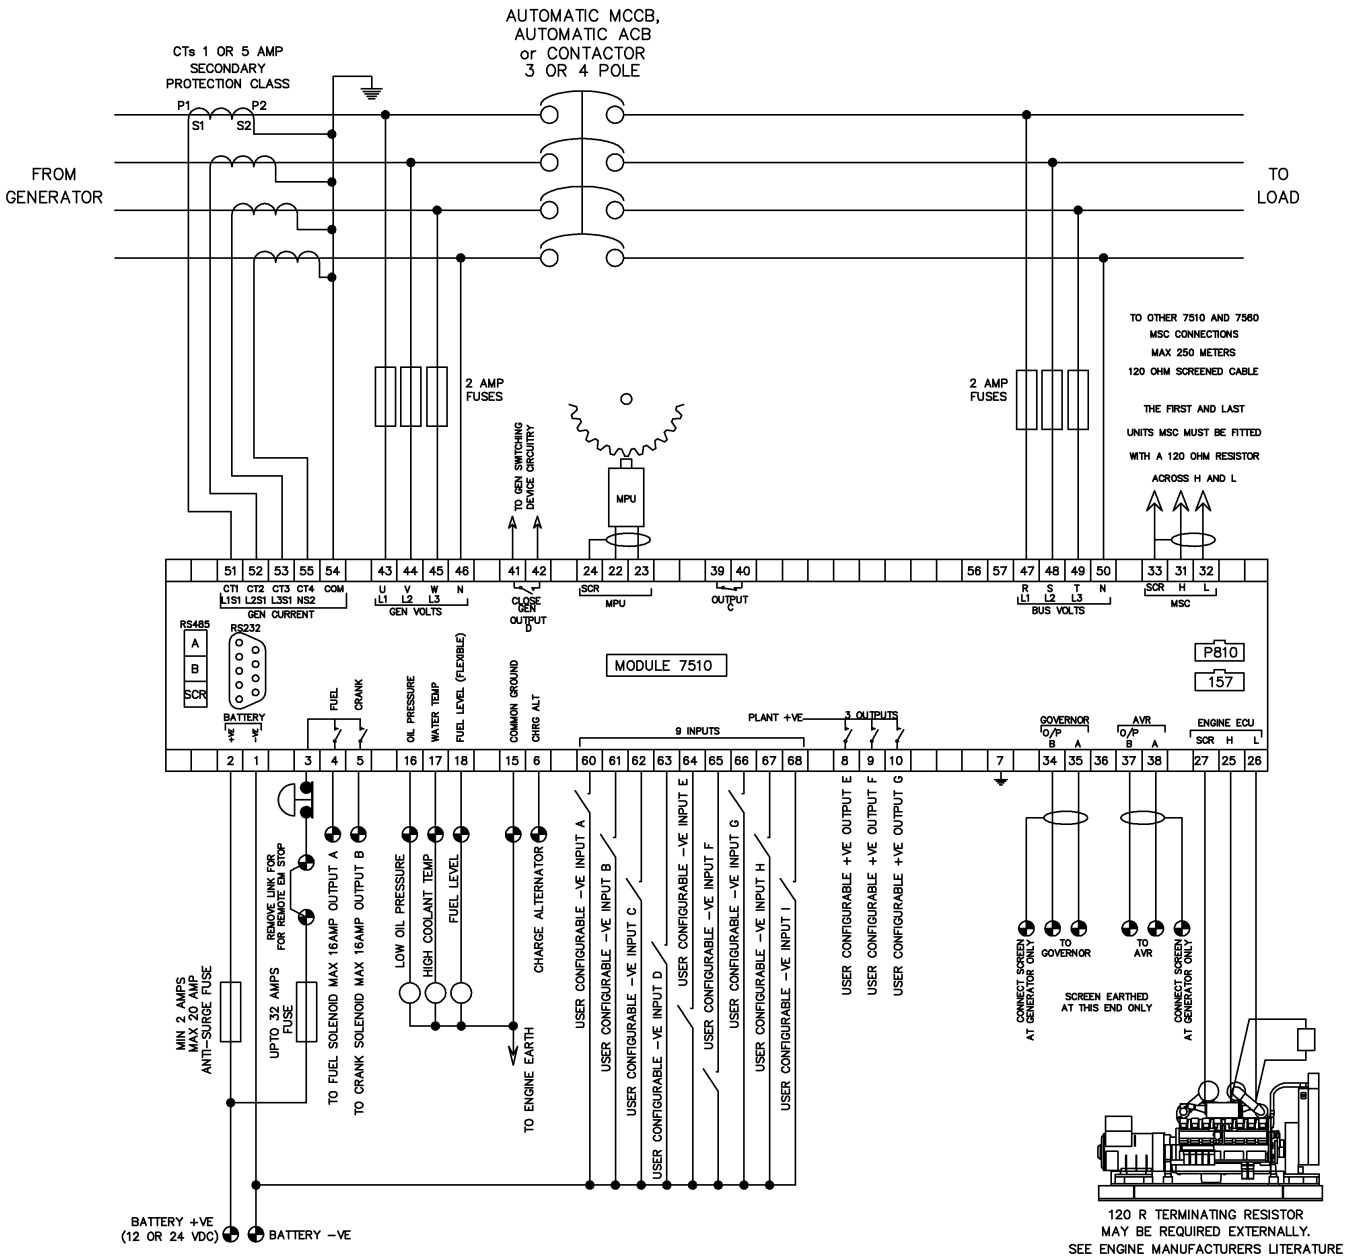 AUTOMATIC MCCB,
AUTOMATIC ACB
or CONTACTOR
3 OR 4 POLE
CTs 1 OR 5 AMP
SECONDARY
PROTECTION CLASS
P1
P2
S1
S2
FROM
GENERATOR
TO
LOAD
TO OTHER 7510 AND 7560
MSC CONNECTIONS
MAX 250 METERS
120 OHM SCREENED CABLE
THE FIRST AND LAST
UNITS MSC MUST BE FITTED
WITH A 120 OHM RESISTOR
ACROSS H AND L
2 AMP
FUSES
2 AMP
FUSES
TO GEN SWITCHING
DEVICE CIRCUITRY
MPU
51 52 53 55 54 43 44 45 46 41 42 24 22 23 39 40 56 57 47 48 49 50 33 31 32
CT1 CT2 CT3 CT4 COM
L1S1 L2S1 L3S1 NS2
GEN CURRENT
U V W N
L1 L2 L3
GEN VOLTS
CLOSE
GEN
OUTPUT
D
SCR
MPU
OUTPUT
C
R S T N
L1 L2 L3
BUS VOLTS
SCR H L
MSC
RS485
A
B
SCR
RS232
BATTERY
+VE
-VE
FUEL
CRANK
OIL PRESSURE
WATER TEMP
FUEL LEVEL (FLEXIBLE)
COMMON GROUND
CHRG ALT
MODULE 7510
9 INPUTS
PLANT +VE
3 OUTPUTS
P810
157
GOVERNOR
O/P
B A
AVR
O/P
B A
ENGINE ECU
SCR H L
2 1 3 4 5 16 17 18 15 6 60 61 62 63 64 65 66 67 68 8 9 10 7 34 35 36 37 38 27 25 26
REMOVE LINK FOR
FOR REMOTE EM STOP
MIN 2 AMPS
MAX 20 AMP
ANTI-SURGE FUSE
UPTO 32 AMPS
FUSE
TO FUEL SOLENOID MAX 16AMP OUTPUT A
TO CRANK SOLENOID MAX 16AMP OUTPUT B
LOW OIL PRESSURE
HIGH COOLANT TEMP
FUEL LEVEL
TO ENGINE EARTH
CHARGE ALTERNATOR
USER CONFIGURABLE -VE INPUT A
USER CONFIGURABLE -VE INPUT B
USER CONFIGURABLE -VE INPUT C
USER CONFIGURABLE -VE INPUT D
USER CONFIGURABLE -VE INPUT E
USER CONFIGURABLE -VE INPUT F
USER CONFIGURABLE -VE INPUT G
USER CONFIGURABLE -VE INPUT H
USER CONFIGURABLE -VE INPUT I
USER CONFIGURABLE +VE OUTPUT E
USER CONFIGURABLE +VE OUTPUT F
USER CONFIGURABLE +VE OUTPUT G
CONNECT SCREEN
AT GENERATOR ONLY
TO
GOVERNOR
TO
AVR
CONNECT SCREEN
AT GENERATOR ONLY
SCREEN EARTHED
AT THIS END ONLY
BATTERY +VE
(12 OR 24 VDC)
BATTERY -VE
120 R TERMINATING RESISTOR
MAY BE REQUIRED EXTERNALLY.
SEE ENGINE MANUFACTURERS LITERATURE